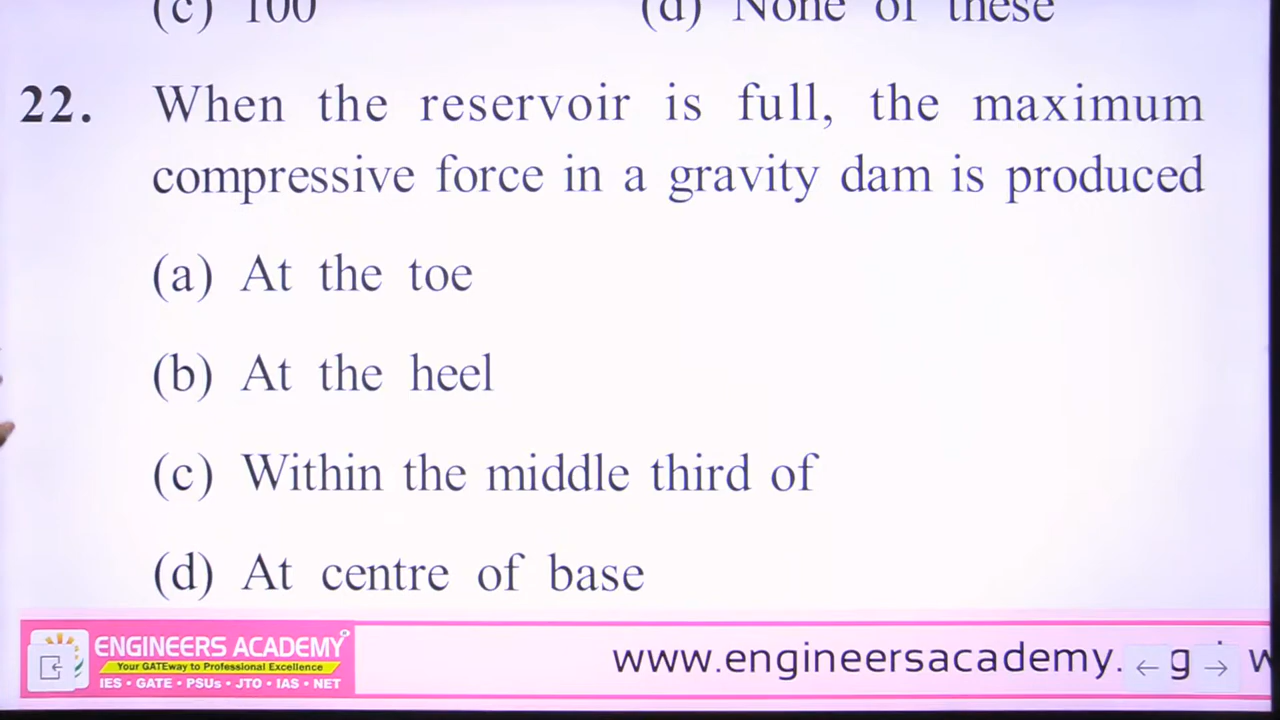 (c) 100 (d) None of these
22. When the reservoir is full, the maximum
compressive force in a gravity dam is produced
(a) At the toe
(b) At the heel
(c) Within the middle third of
(d) At centre of base
ENGINEERS ACADEMY
Your GATEway to Professional Excellence
IES • GATE • PSUs • JTO • IAS • NET
www.engineersacademy.